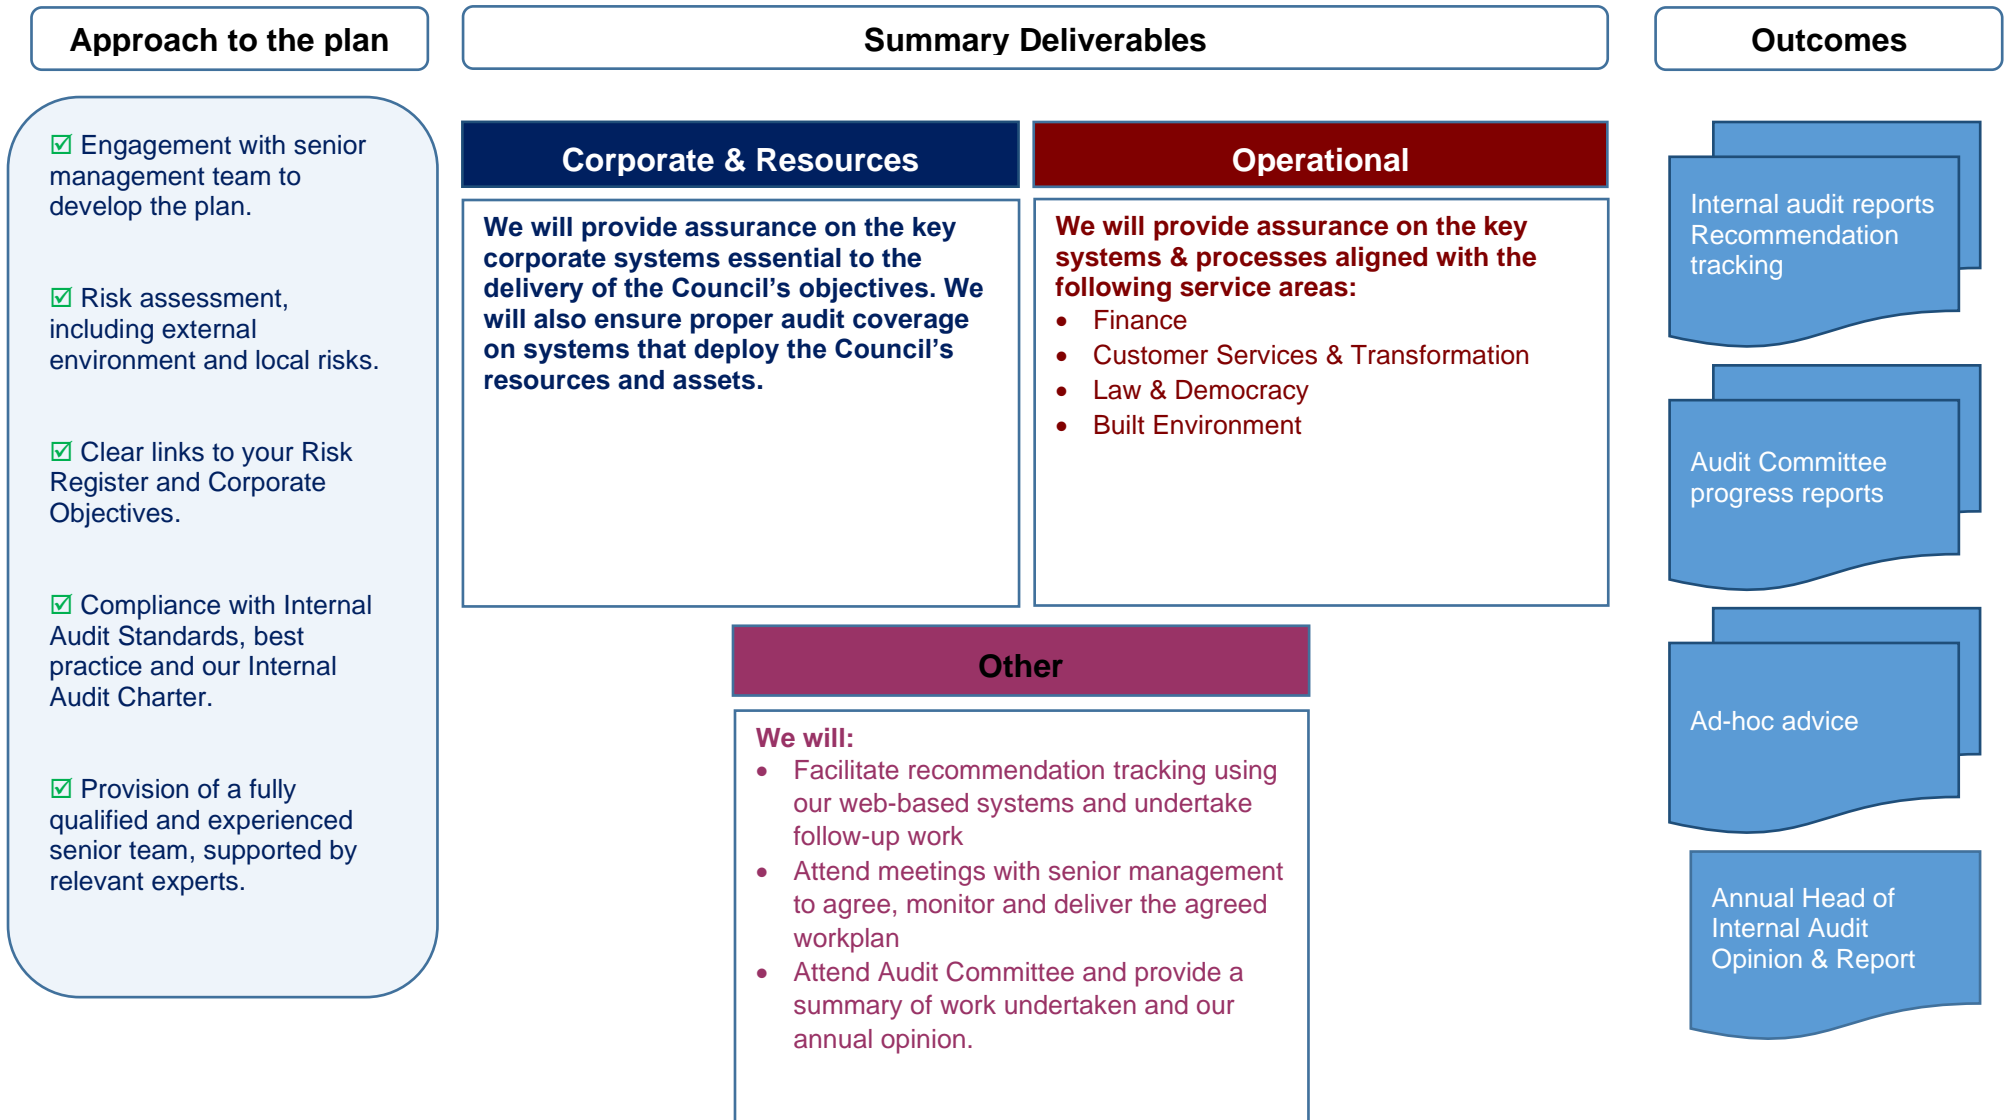 Approach to the plan
Summary Deliverables
Outcomes
☑ Engagement with senior
management team to
develop the plan.
☑ Risk assessment,
including external
environment and local risks.
☑ Clear links to your Risk
Register and Corporate
Objectives.
☑ Compliance with Internal
Audit Standards, best
practice and our Internal
Audit Charter.
☑ Provision of a fully
qualified and experienced
senior team, supported by
relevant experts.
Corporate & Resources
We will provide assurance on the key
corporate systems essential to the
delivery of the Council’s objectives. We
will also ensure proper audit coverage
on systems that deploy the Council’s
resources and assets.
Operational
We will provide assurance on the key
systems & processes aligned with the
following service areas:
• Finance
• Customer Services & Transformation
• Law & Democracy
• Built Environment
Other
We will:
• Facilitate recommendation tracking using
our web-based systems and undertake
follow-up work
• Attend meetings with senior management
to agree, monitor and deliver the agreed
workplan
• Attend Audit Committee and provide a
summary of work undertaken and our
annual opinion.
Internal audit reports
Recommendation
tracking
Audit Committee
progress reports
Ad-hoc advice
Annual Head of
Internal Audit
Opinion & Report